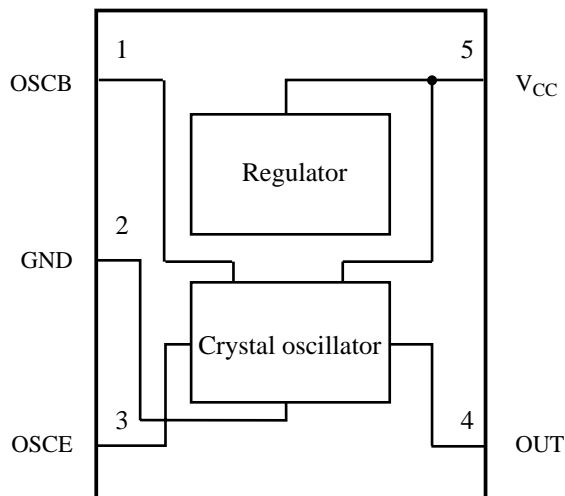 1
5
OSCB
VCC
Regulator
2
GND
Crystal oscillator
3
4
OSCE
OUT